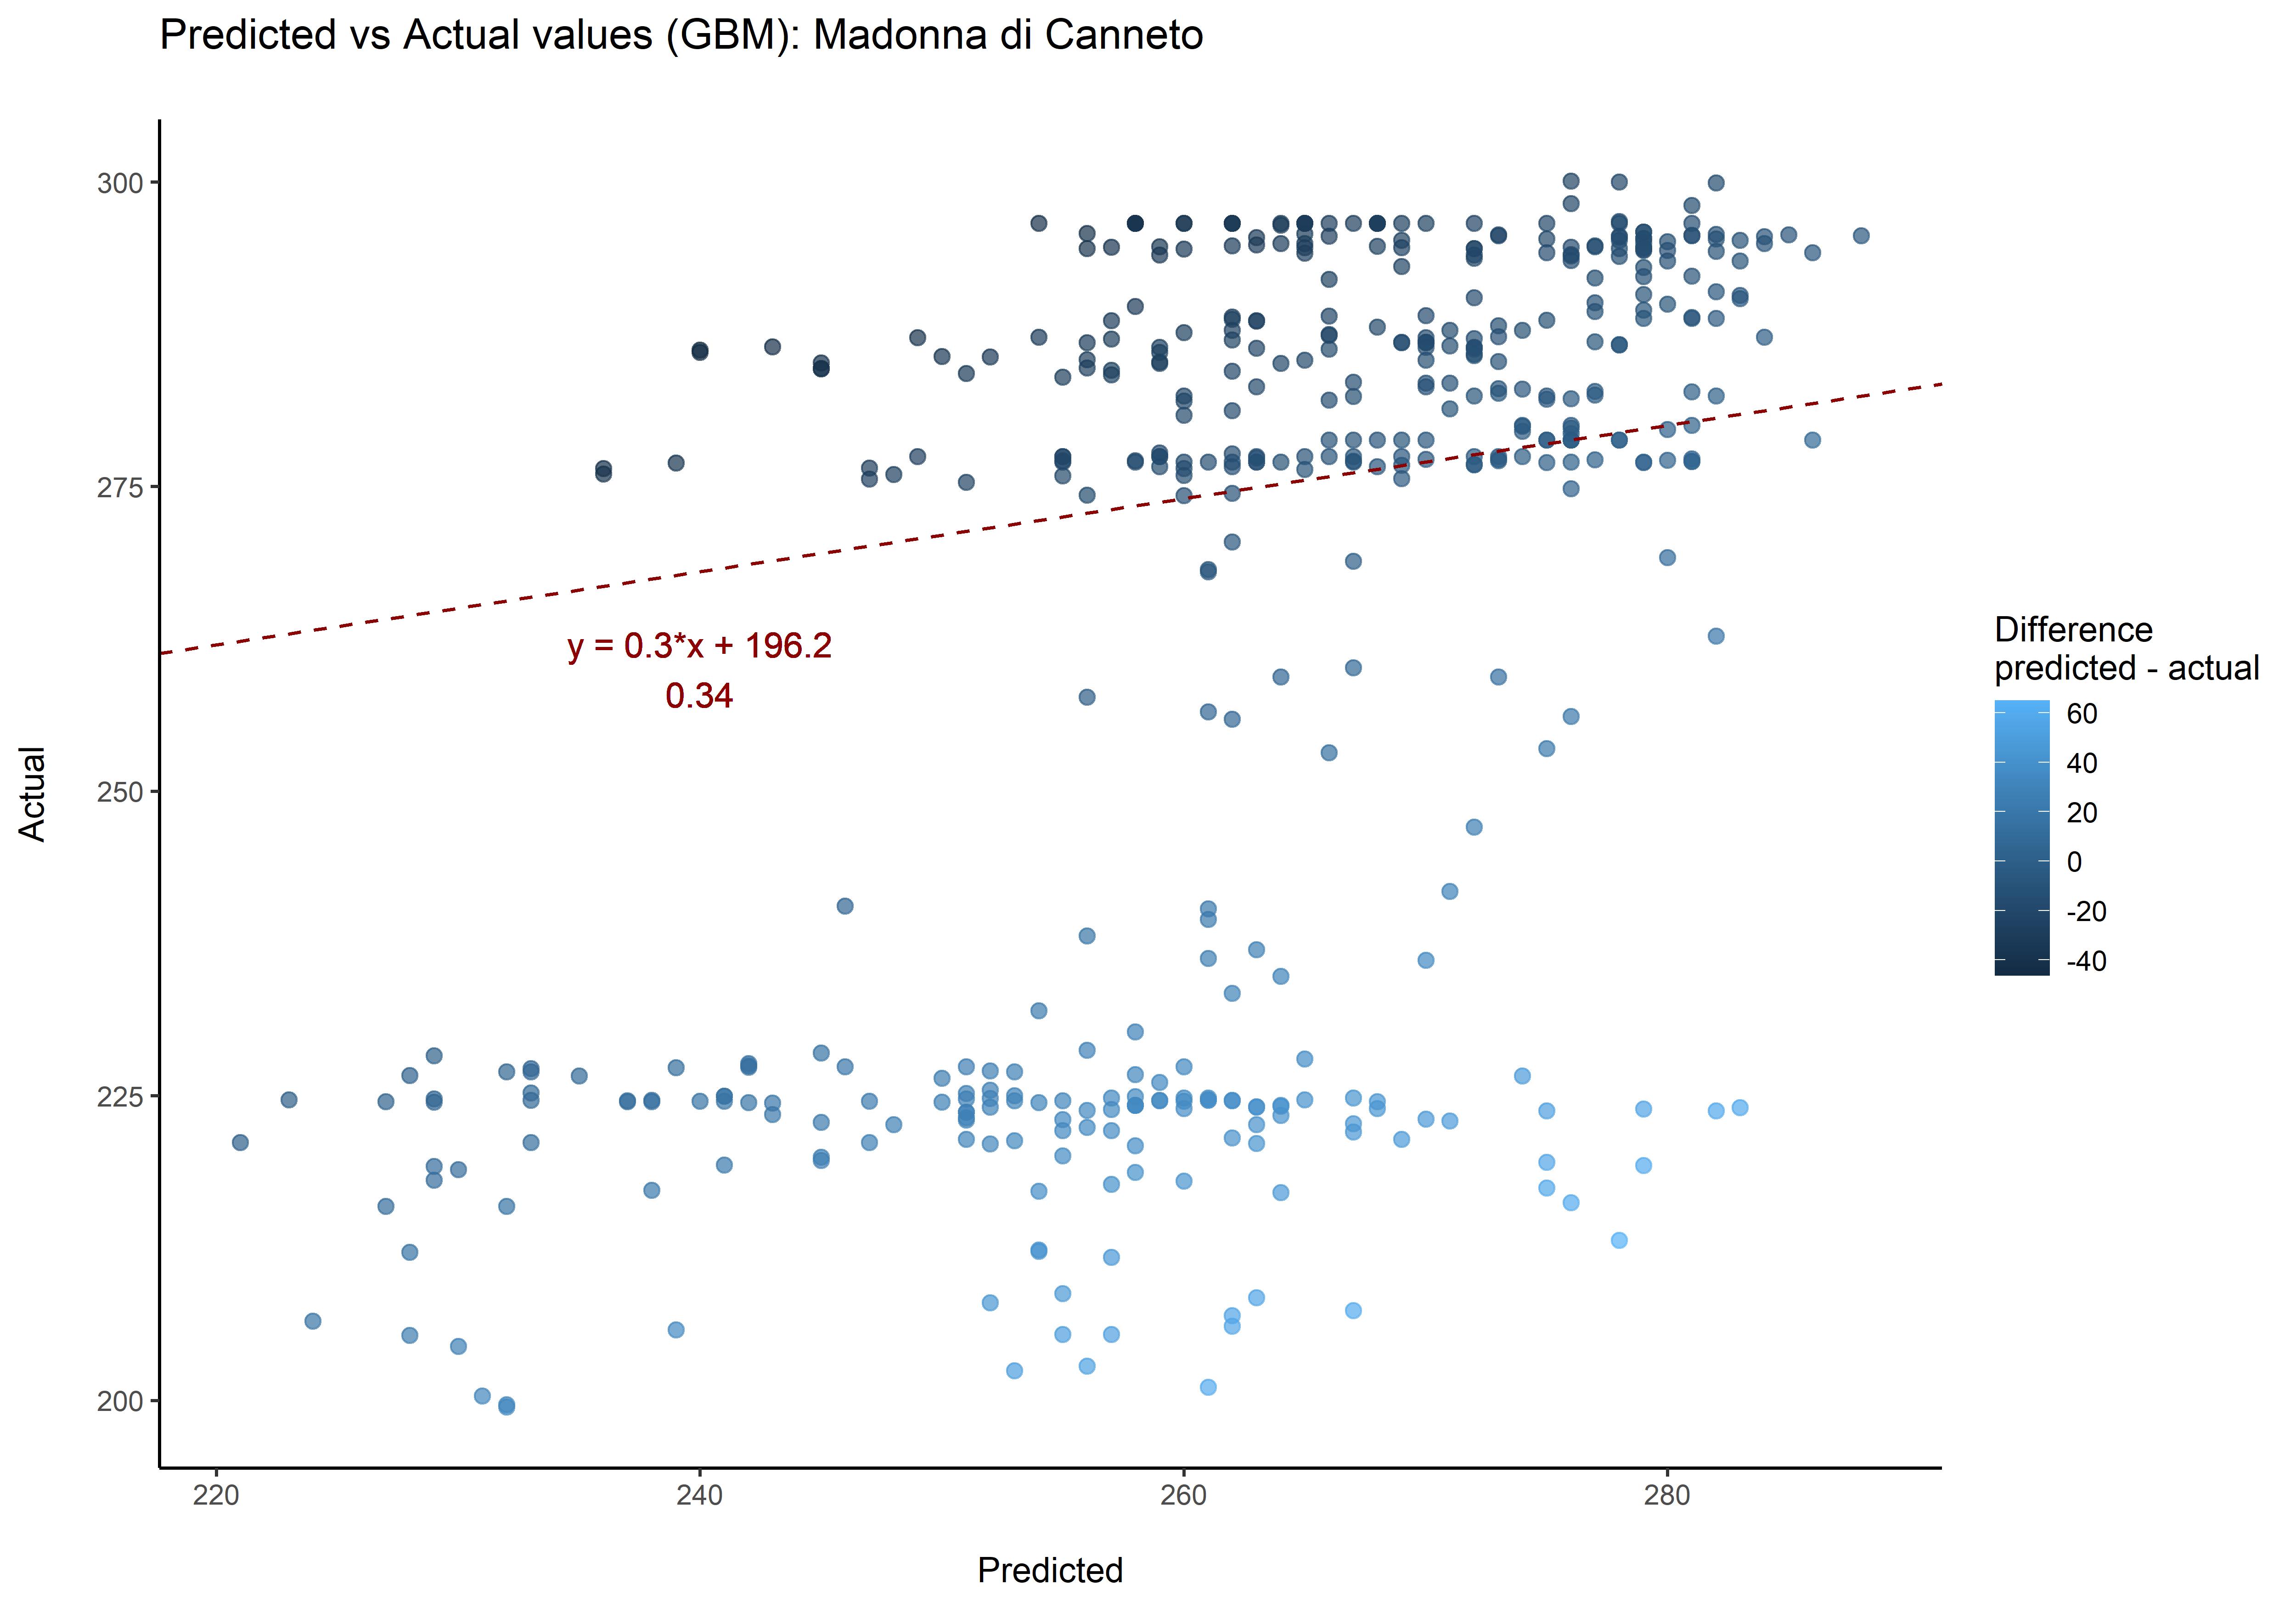 Predicted vs Actual values (GBM): Madonna di Canneto
300
275
250
225
200
Actual
y = 0.3*x + 196.2
0.34
220
240
260
280
Predicted
Difference
predicted - actual
60
40
20
0
-20
-40